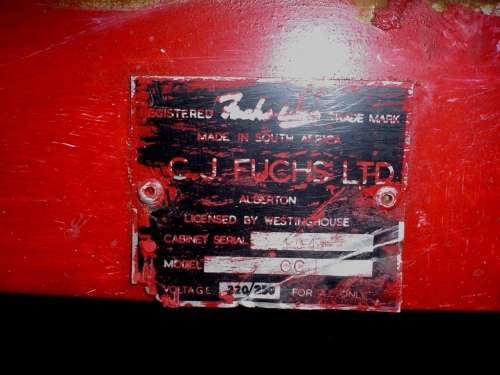 REGISTERED Fuchs TRADE MARK
MADE IN SOUTH AFRICA
C. J. FUCHS LTD
ALBERTON
LICENSED BY WESTINGHOUSE
CABINET SERIAL
MODEL
VOLTAGE 220/250 FOR ONLY